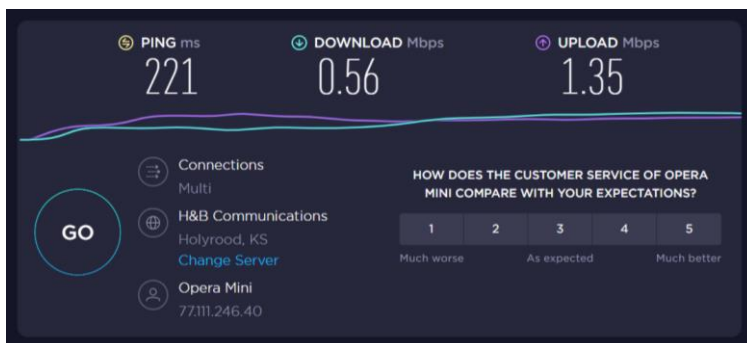 PING ms
221
DOWNLOAD Mbps
0.56
UPLOAD Mbps
1.35
GO
Connections
Multi
H&B Communications
Holyrood, KS
Change Server
Opera Mini
77.111.246.40
HOW DOES THE CUSTOMER SERVICE OF OPERA
MINI COMPARE WITH YOUR EXPECTATIONS?
1 2 3 4 5
Much worse As expected Much better